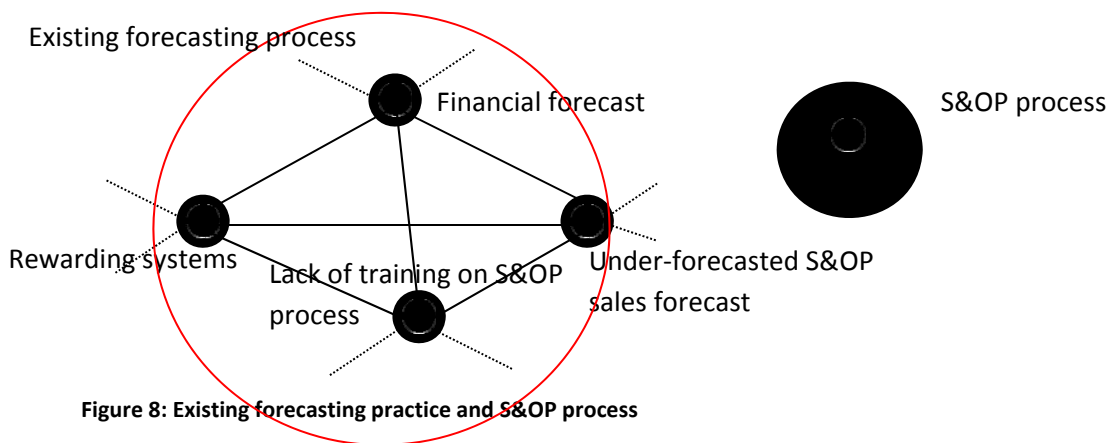 Existing forecasting process
Financial forecast
S&OP process
Rewarding systems
Lack of training on S&OP
process
Under-forecasted S&OP
sales forecast
Figure 8: Existing forecasting practice and S&OP process